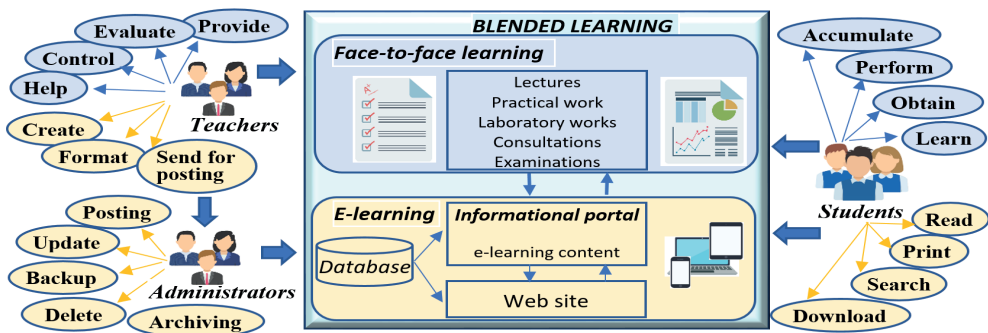 BLENDED LEARNING
Evaluate
Provide
Control
Help
Create
Format
Send for
posting
Teachers
Posting
Update
Backup
Delete
Archiving
Administrators
Face-to-face learning
Lectures
Practical work
Laboratory works
Consultations
Examinations
E-learning
Database
Informational portal
e-learning content
Web site
Accumulate
Perform
Obtain
Learn
Students
Read
Print
Search
Download